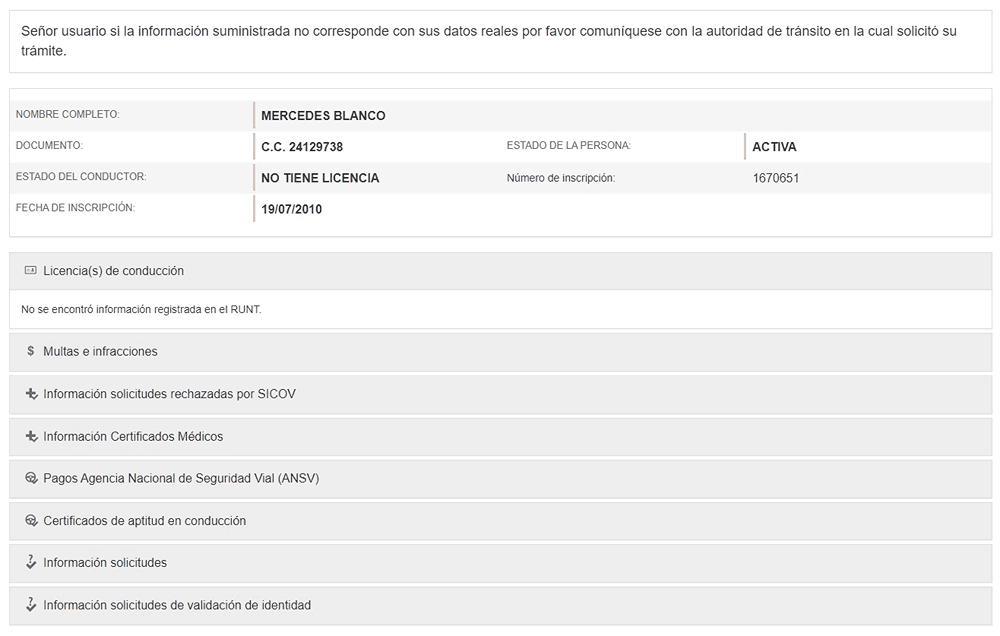 Señor usuario si la información suministrada no corresponde con sus datos reales por favor comuníquese con la autoridad de tránsito en la cual solicitó su
trámite.
NOMBRE COMPLETO: MERCEDES BLANCO
DOCUMENTO: C.C. 24129738 ESTADO DE LA PERSONA: ACTIVA
ESTADO DEL CONDUCTOR: NO TIENE LICENCIA Número de inscripción: 1670651
FECHA DE INSCRIPCIÓN: 19/07/2010
Licencia(s) de conducción
No se encontró información registrada en el RUNT.
$ Multas e infracciones
Información solicitudes rechazadas por SICOV
Información Certificados Médicos
Pagos Agencia Nacional de Seguridad Vial (ANSV)
Certificados de aptitud en conducción
Información solicitudes
Información solicitudes de validación de identidad